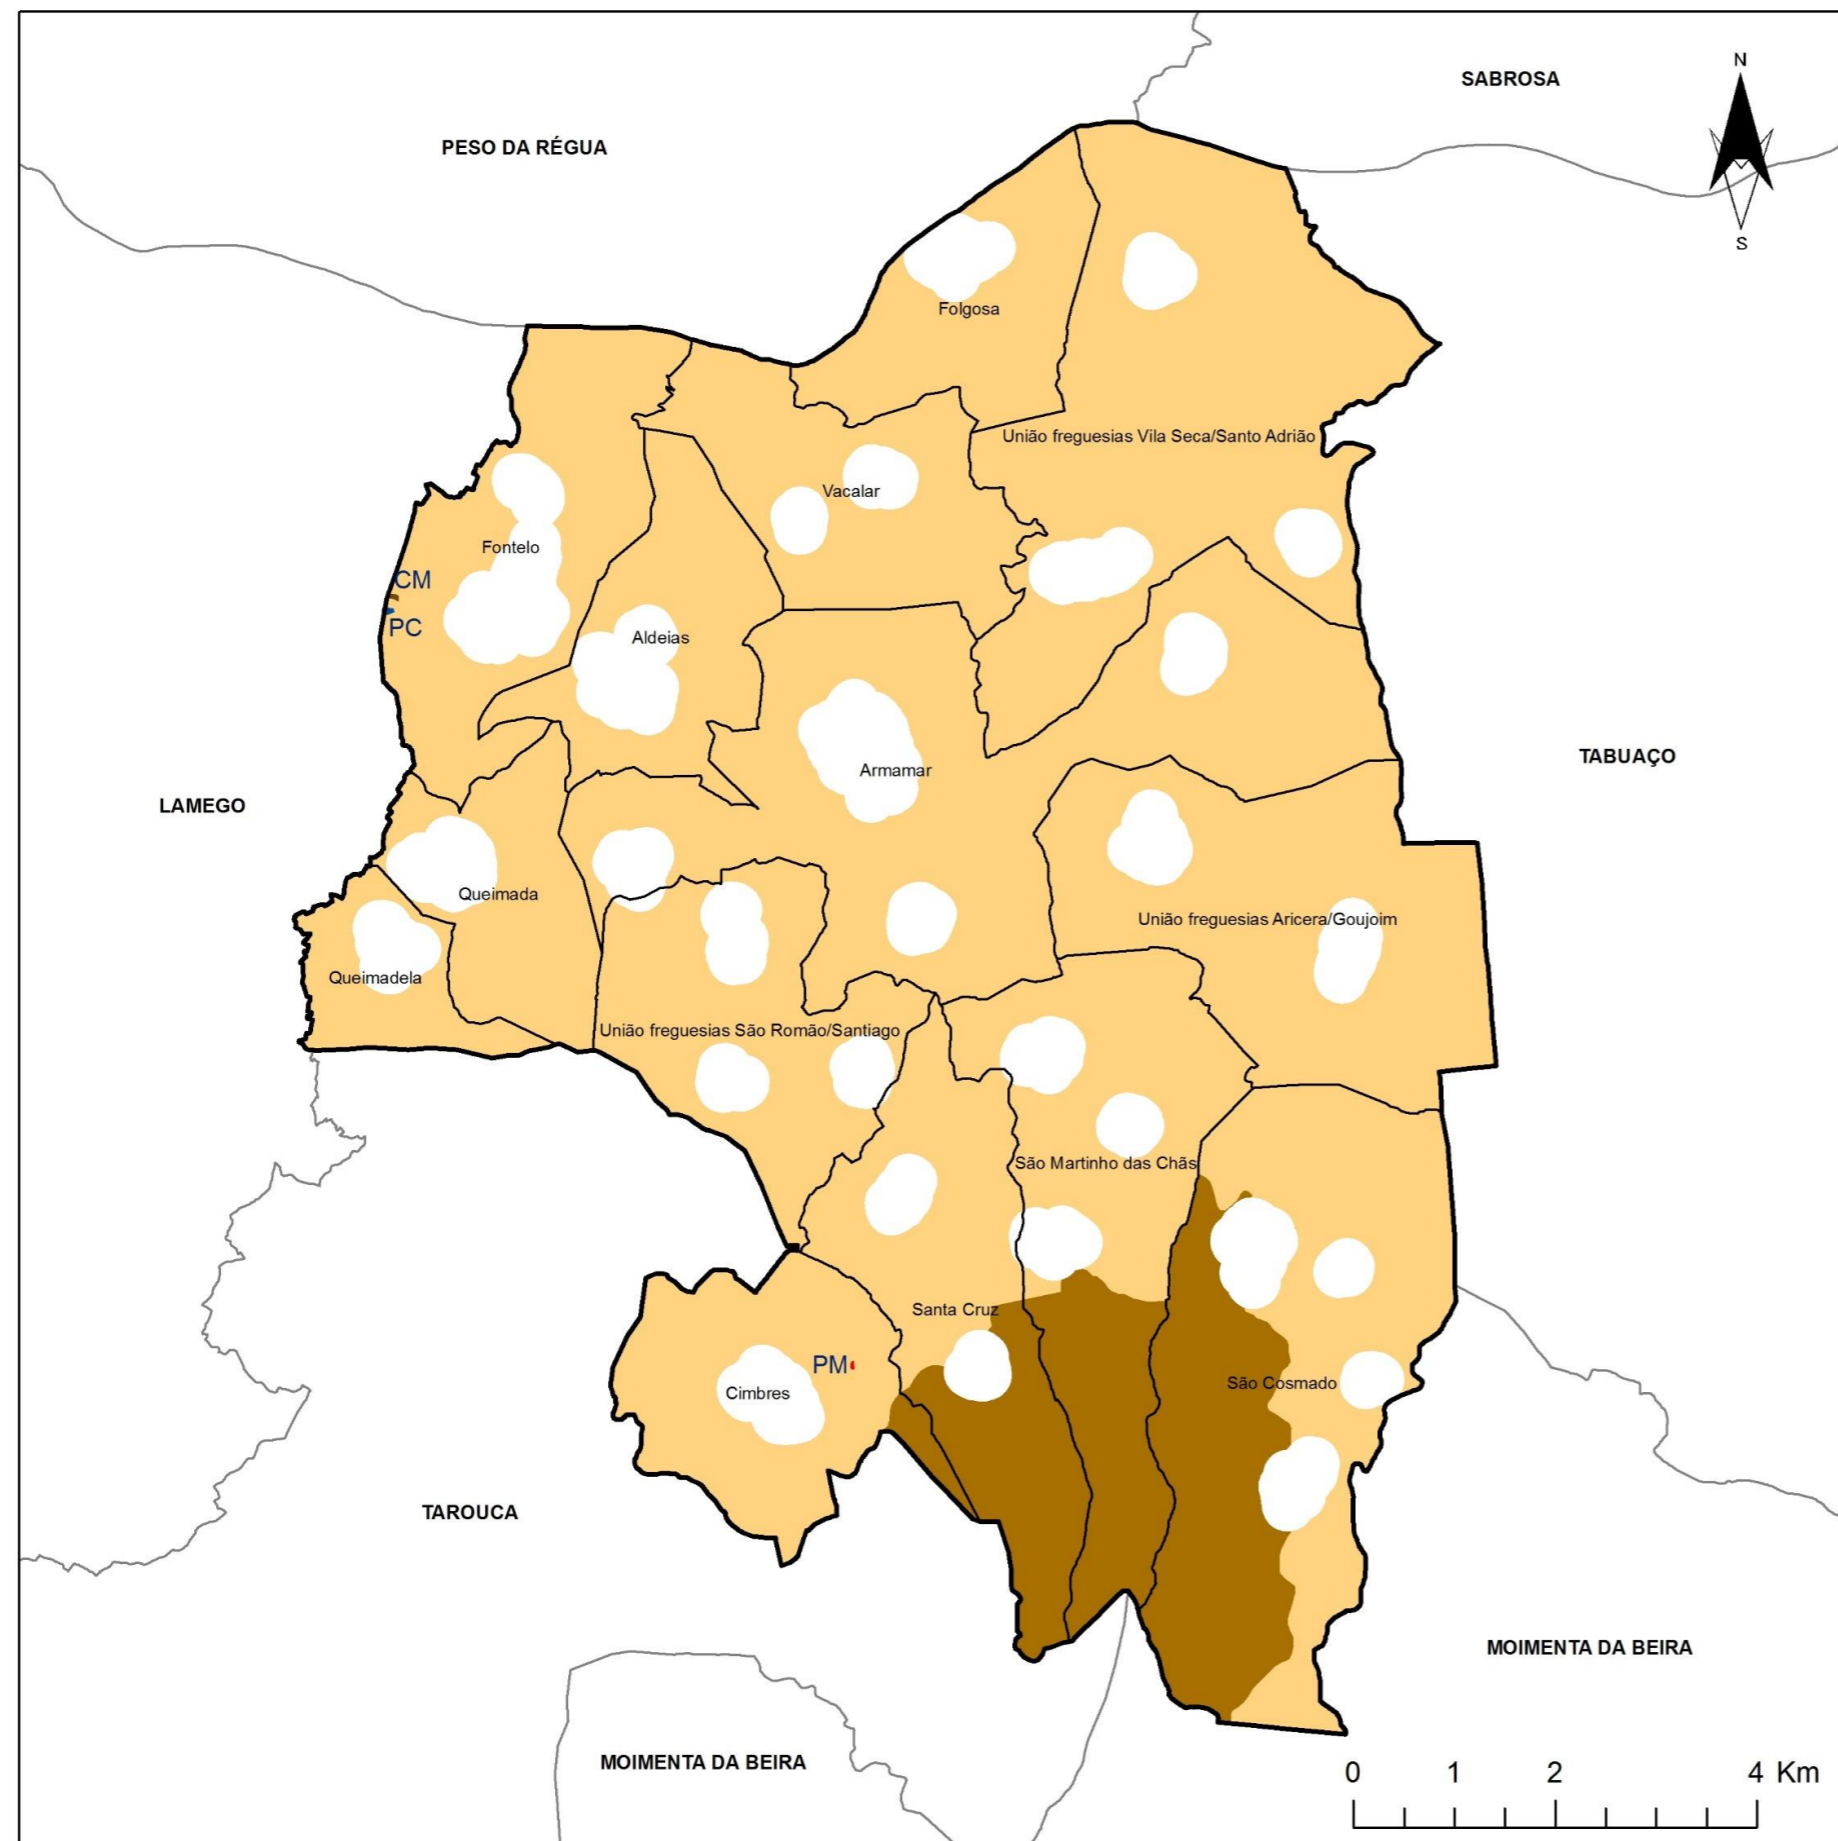 N
SABROSA
PESO DA RÉGUA
S
Folgosa
União freguesias Vila Seca/Santo Adrião
Vacalar
Fontelo
CM
PC
Aldeias
TABUAÇO
Armamar
LAMEGO
Queimada
União freguesias Aricera/Goujoim
Queimadela
União freguesias São Romão/Santiago
São Martinho das Chãs
Santa Cruz
PM
São Cosmado
Cimbres
TAROUCA
MOIMENTA DA BEIRA
MOIMENTA DA BEIRA
0 1 2 4 Km